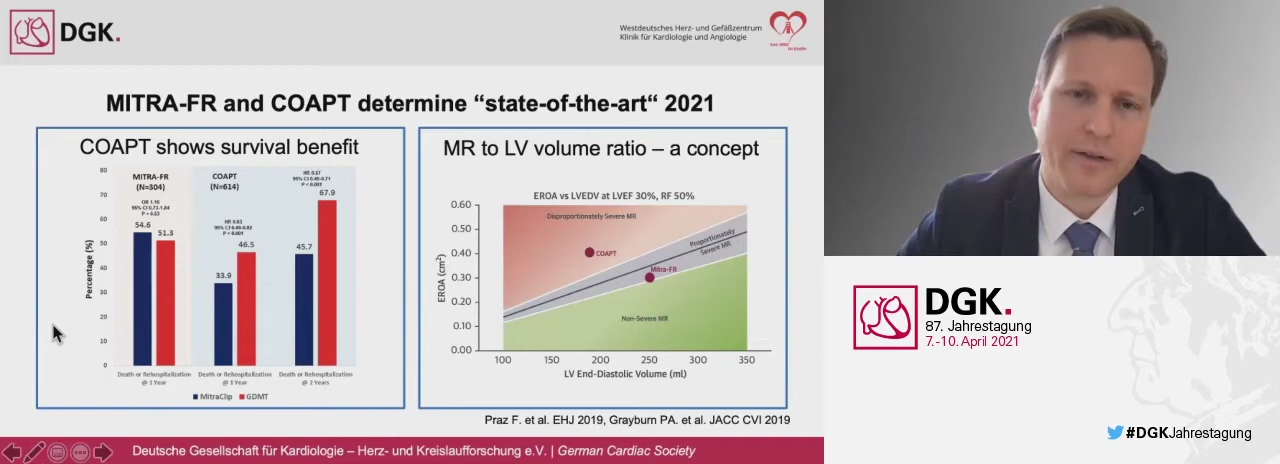 DGK.
Westdeutsches Herz- und Gefäßzentrum
Klinik für Kardiologie und Angiologie
MITRA-FR and COAPT determine “state-of-the-art“ 2021
COAPT shows survival benefit
80
70
60
50
40
30
20
10
0
Percentage (%)
MITRA-FR
(N=304)
OR 1.16
95% CI 0.73-1.84
P = 0.53
54.6
51.3
COAPT
(N=614)
HR 0.63
95% CI 0.49-0.82
P < 0.001
33.9
46.5
HR 0.57
95% CI 0.45-0.71
P < 0.001
45.7
67.9
Death or Rehospitalization
@ 1 Year
Death or Rehospitalization
@ 1 Year
Death or Rehospitalization
@ 2 Years
MitraClip
GDMT
MR to LV volume ratio – a concept
EROA vs LVEDV at LVEF 30%, RF 50%
0.60
0.50
0.40
0.30
0.20
0.10
0.00
EROA (cm²)
Disproportionately Severe MR
COAPT
Proportionately
Severe MR
Mitra-FR
Non-Severe MR
100
150
200
250
300
350
LV End-Diastolic Volume (ml)
Praz F. et al. EHJ 2019, Grayburn PA. et al. JACC CVI 2019
Deutsche Gesellschaft für Kardiologie – Herz- und Kreislaufforschung e.V. | German Cardiac Society
DGK.
87. Jahrestagung
7.-10. April 2021
#DGKJahrestagung